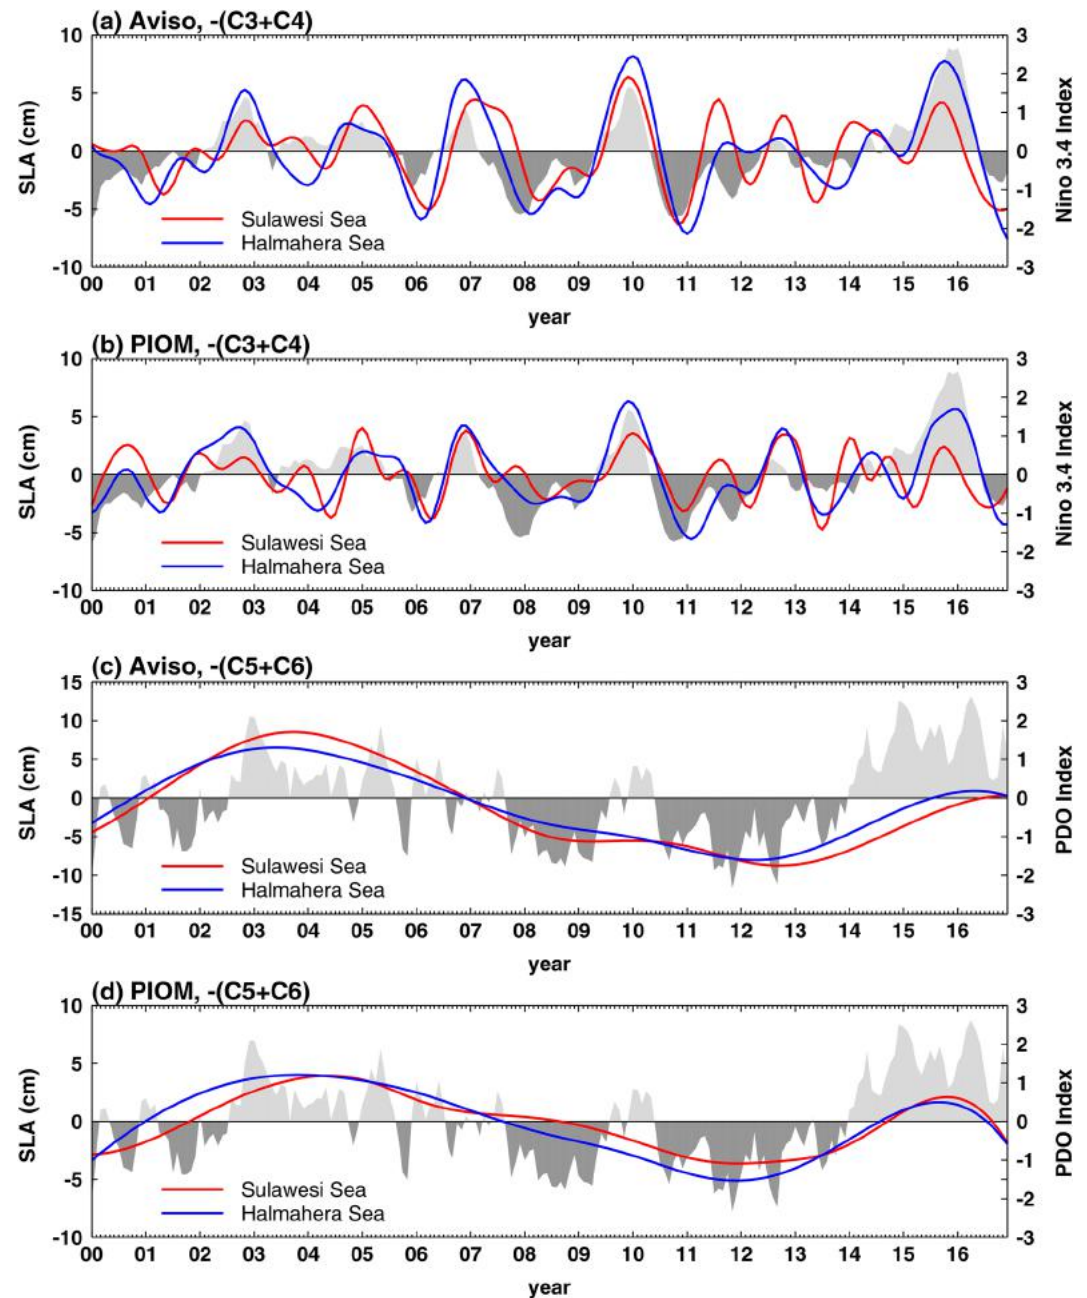 (a) Aviso, -(C3+C4)
10
5
0
-5
-10
SLA (cm)
3
2
1
0
-1
-2
-3
Nino 3.4 Index
Sulawesi Sea
Halmahera Sea
00 01 02 03 04 05 06 07 08 09 10 11 12 13 14 15 16
year
(b) PIOM, -(C3+C4)
10
5
0
-5
-10
SLA (cm)
3
2
1
0
-1
-2
-3
Nino 3.4 Index
Sulawesi Sea
Halmahera Sea
00 01 02 03 04 05 06 07 08 09 10 11 12 13 14 15 16
year
(c) Aviso, -(C5+C6)
15
10
5
0
-5
-10
-15
SLA (cm)
3
2
1
0
-1
-2
-3
PDO Index
Sulawesi Sea
Halmahera Sea
00 01 02 03 04 05 06 07 08 09 10 11 12 13 14 15 16
year
(d) PIOM, -(C5+C6)
10
5
0
-5
-10
SLA (cm)
3
2
1
0
-1
-2
-3
PDO Index
Sulawesi Sea
Halmahera Sea
00 01 02 03 04 05 06 07 08 09 10 11 12 13 14 15 16
year